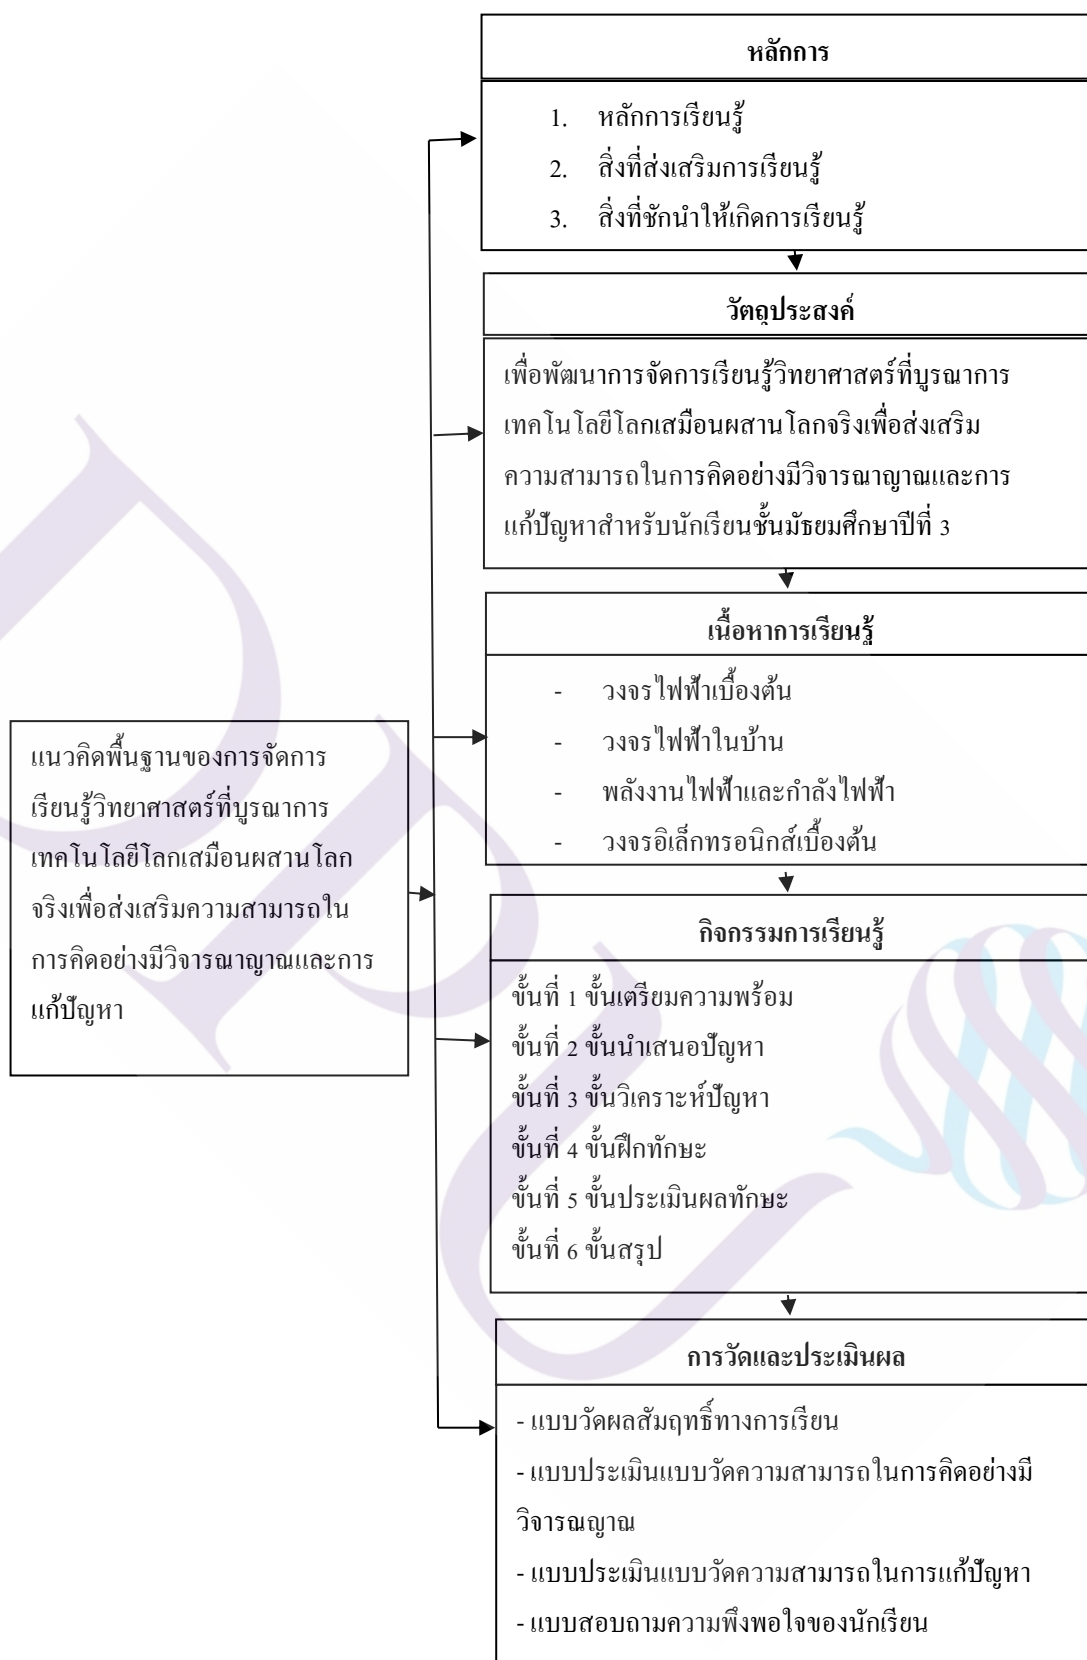 หลักการ
1. หลักการเรียนรู้
2. สิ่งที่ส่งเสริมการเรียนรู้
3. สิ่งที่ชักนำให้เกิดการเรียนรู้
วัตถุประสงค์
เพื่อพัฒนาการจัดการเรียนรู้วิทยาศาสตร์ที่บูรณาการ
เทคโนโลยีโลกเสมือนผสานโลกจริงเพื่อส่งเสริม
ความสามารถในการคิดอย่างมีวิจารณาญาณและการ
แก้ปัญหาสำหรับนักเรียนชั้นมัธยมศึกษาปีที่ 3
เนื้อหาการเรียนรู้
- วงจรไฟฟ้าเบื้องต้น
- วงจรไฟฟ้าในบ้าน
- พลังงานไฟฟ้าและกำลังไฟฟ้า
- วงจรอิเล็กทรอนิกส์เบื้องต้น
แนวคิดพื้นฐานของการจัดการ
เรียนรู้วิทยาศาสตร์ที่บูรณาการ
เทคโนโลยีโลกเสมือนผสานโลก
จริงเพื่อส่งเสริมความสามารถใน
การคิดอย่างมีวิจารณาญาณและการ
แก้ปัญหา
กิจกรรมการเรียนรู้
ขั้นที่ 1 ขั้นเตรียมความพร้อม
ขั้นที่ 2 ขั้นนำเสนอปัญหา
ขั้นที่ 3 ขั้นวิเคราะห์ปัญหา
ขั้นที่ 4 ขั้นฝึกทักษะ
ขั้นที่ 5 ขั้นประเมินผลทักษะ
ขั้นที่ 6 ขั้นสรุป
การวัดและประเมินผล
- แบบวัดผลสัมฤทธิ์ทางการเรียน
- แบบประเมินแบบวัดความสามารถในการคิดอย่างมี
วิจารณญาณ
- แบบประเมินแบบวัดความสามารถในการแก้ปัญหา
- แบบสอบถามความพึงพอใจของนักเรียน
DPU